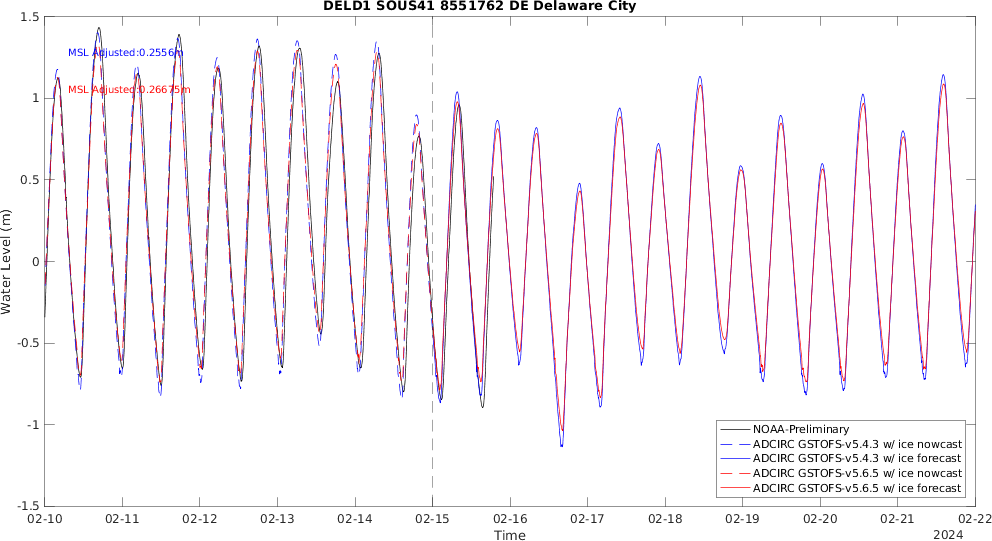 DELD1 SOUS41 8551762 DE Delaware City
MSL Adjusted:0.2556m
MSL Adjusted:0.26675m
Water Level (m)
1.5
1
0.5
0
-0.5
-1
-1.5
NOAA-Preliminary
ADCIRC GSTOFS-v5.4.3 w/ ice nowcast
ADCIRC GSTOFS-v5.4.3 w/ ice forecast
ADCIRC GSTOFS-v5.6.5 w/ ice nowcast
ADCIRC GSTOFS-v5.6.5 w/ ice forecast
02-10 02-11 02-12 02-13 02-14 02-15 02-16 02-17 02-18 02-19 02-20 02-21 02-22
Time
2024